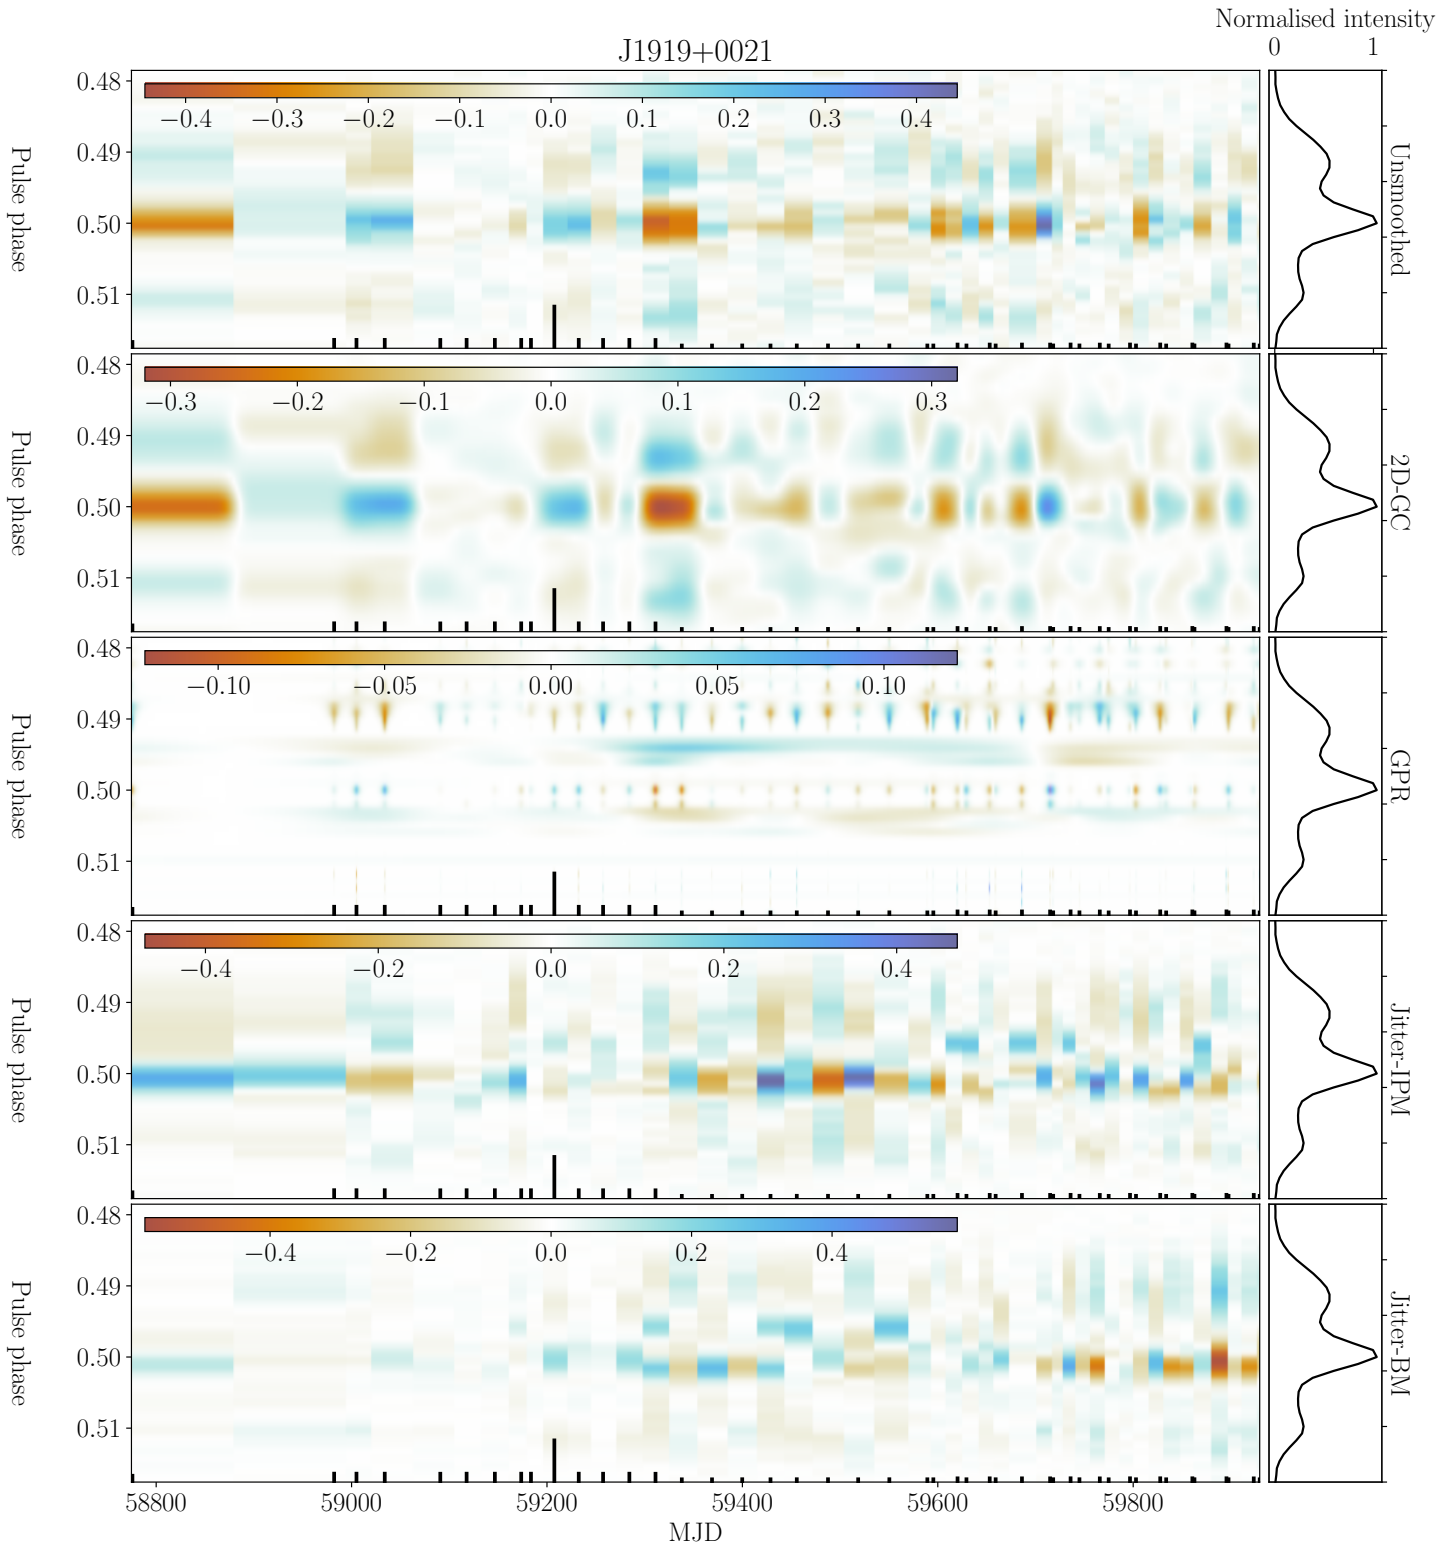 Normalised intensity
J1919+0021
0 1
0.48
0.49
0.50
0.51
Pulse phase
−0.4 −0.3 −0.2 −0.1 0.0 0.1 0.2 0.3 0.4
Unsmoothed
0.48
0.49
0.50
0.51
Pulse phase
−0.3 −0.2 −0.1 0.0 0.1 0.2 0.3
2D-GC
0.48
0.49
0.50
0.51
Pulse phase
−0.10 −0.05 0.00 0.05 0.10
GPR
0.48
0.49
0.50
0.51
Pulse phase
−0.4 −0.2 0.0 0.2 0.4
Jitter-IPM
0.48
0.49
0.50
0.51
Pulse phase
−0.4 −0.2 0.0 0.2 0.4
Jitter-BM
58800 59000 59200 59400 59600 59800
MJD